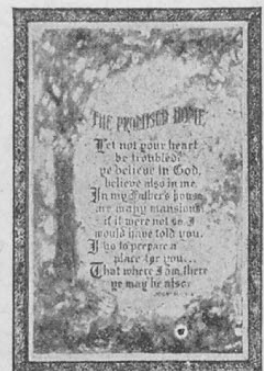 THE PROMISED HOME
Let not your heart
be troubled:
ye believe in God,
believe also in me.
In my Father's house
are many mansions
if it were not so, I
would have told you.
I go to prepare a
place for you...
That where I am there
ye may be also.